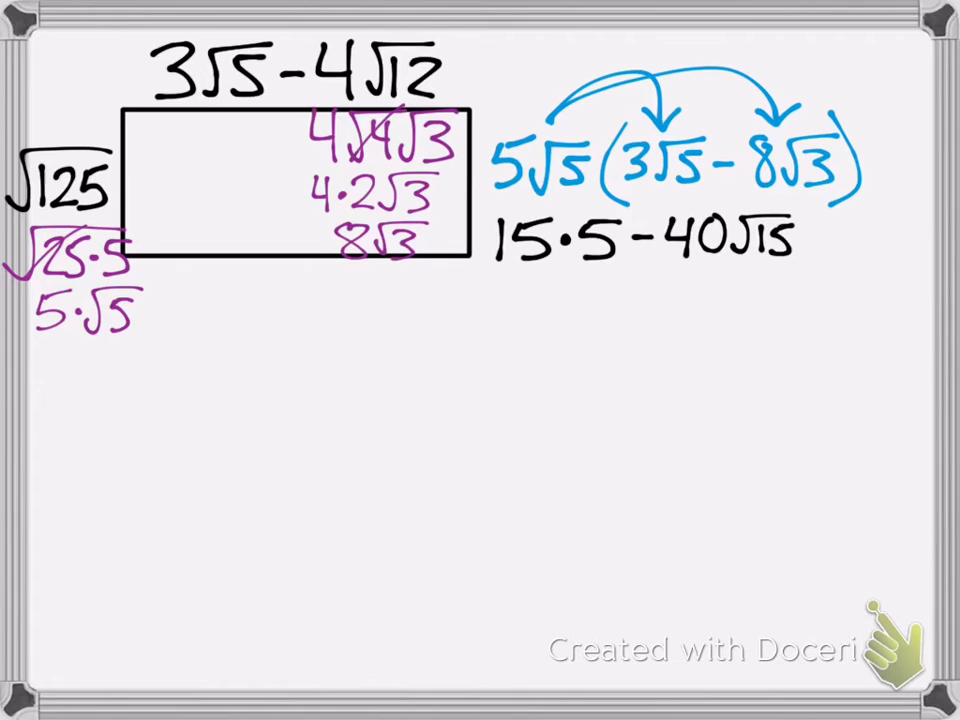 3√5 - 4√12
√125
√25·5
5·√5
4√4√3
4·2√3
8√3
5√5(3√5 - 8√3)
15·5 - 40√15
Created with Doceri